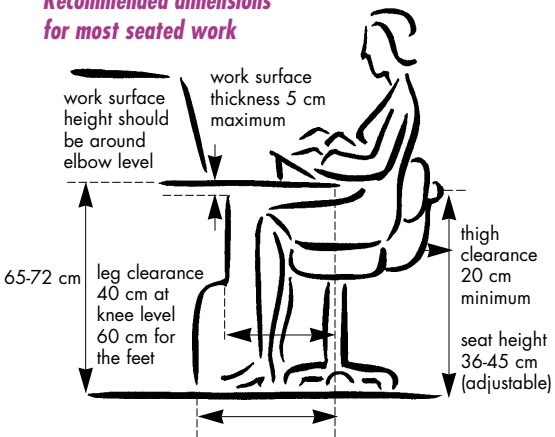 Recommended dimensions
for most seated work
work surface
thickness 5 cm
maximum
work surface
height should
be around
elbow level
65-72 cm
leg clearance
40 cm at
knee level
60 cm for
the feet
thigh
clearance
20 cm
minimum
seat height
36-45 cm
(adjustable)